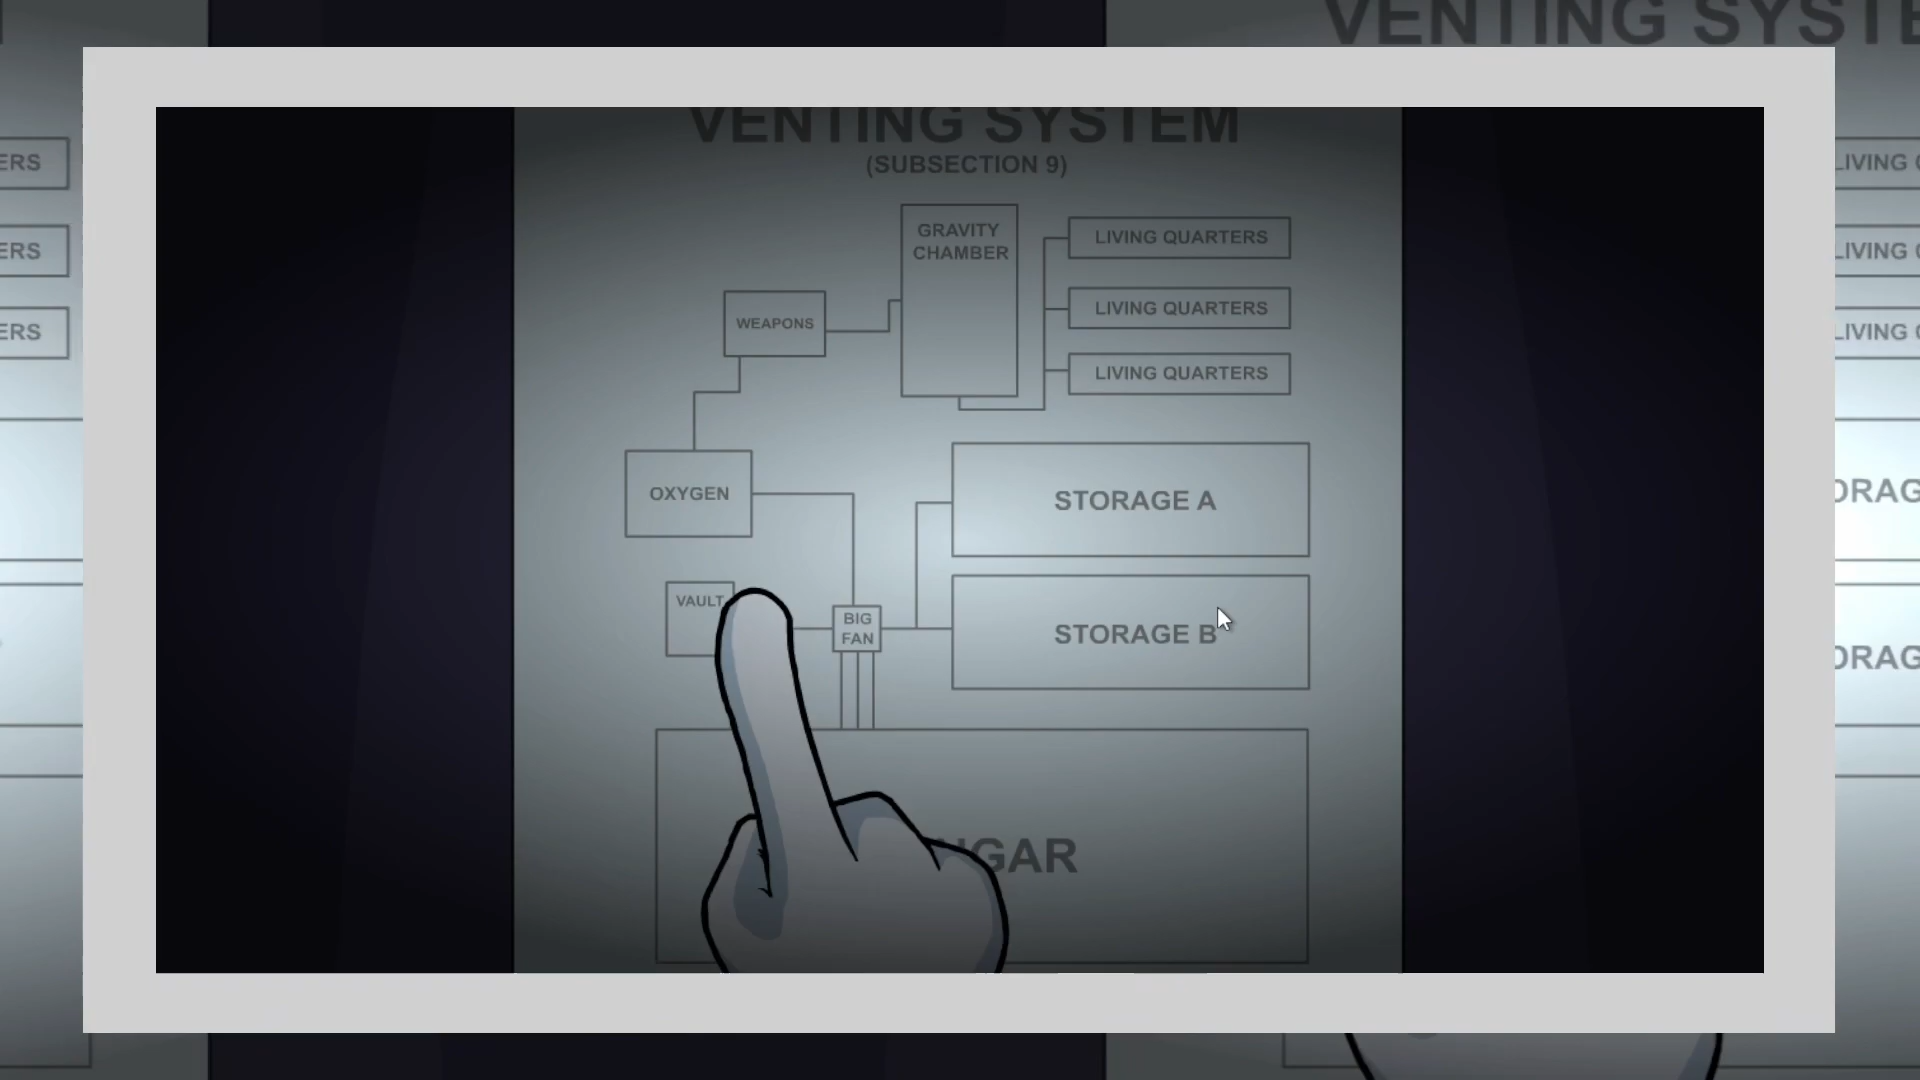 VENTING SYSTEM
(SUBSECTION 9)
GRAVITY
CHAMBER
LIVING QUARTERS
WEAPONS
LIVING QUARTERS
LIVING QUARTERS
OXYGEN
STORAGE A
VAULT
BIG
FAN
STORAGE B